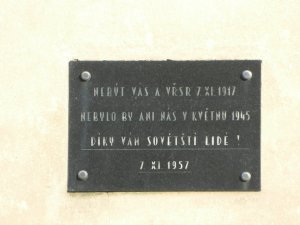 NEBÝT VÁS A VŘSR 7 XI. 1917
NEBYLO BY ANI NÁS V KVĚTNU 1945
DÍKY VÁM SOVĚTŠTÍ LIDÉ !
7 XI. 1957